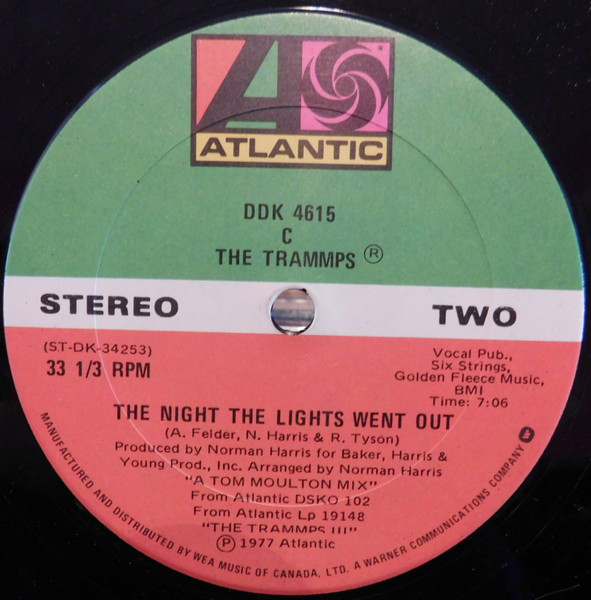 ATLANTIC
DDK 4615
C
THE TRAMMPS ®
STEREO
TWO
(ST-DK-34253)
33 1/3 RPM
Vocal Pub.,
Six Strings,
Golden Fleece Music,
BMI
Time: 7:06
THE NIGHT THE LIGHTS WENT OUT
(A. Felder, N. Harris & R. Tyson)
Produced by Norman Harris for Baker, Harris &
Young Prod., Inc. Arranged by Norman Harris
"A TOM MOULTON MIX"
From Atlantic DSKO 102
From Atlantic Lp 19148
"THE TRAMMPS III"
Ⓟ 1977 Atlantic
MANUFACTURED AND DISTRIBUTED BY WEA MUSIC OF CANADA, LTD. A WARNER COMMUNICATIONS COMPANY